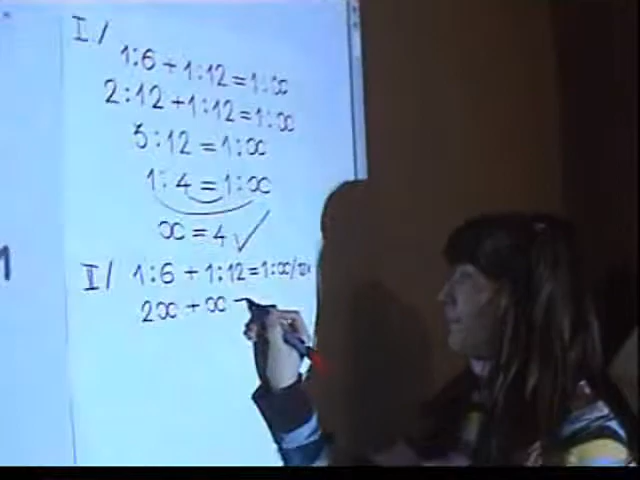 I/
1:6 + 1:12 = 1:x
2:12 + 1:12 = 1:x
3:12 = 1:x
1:4 = 1:x
x = 4 ✓
II/ 1:6 + 1:12 = 1:x /12x
2x + x